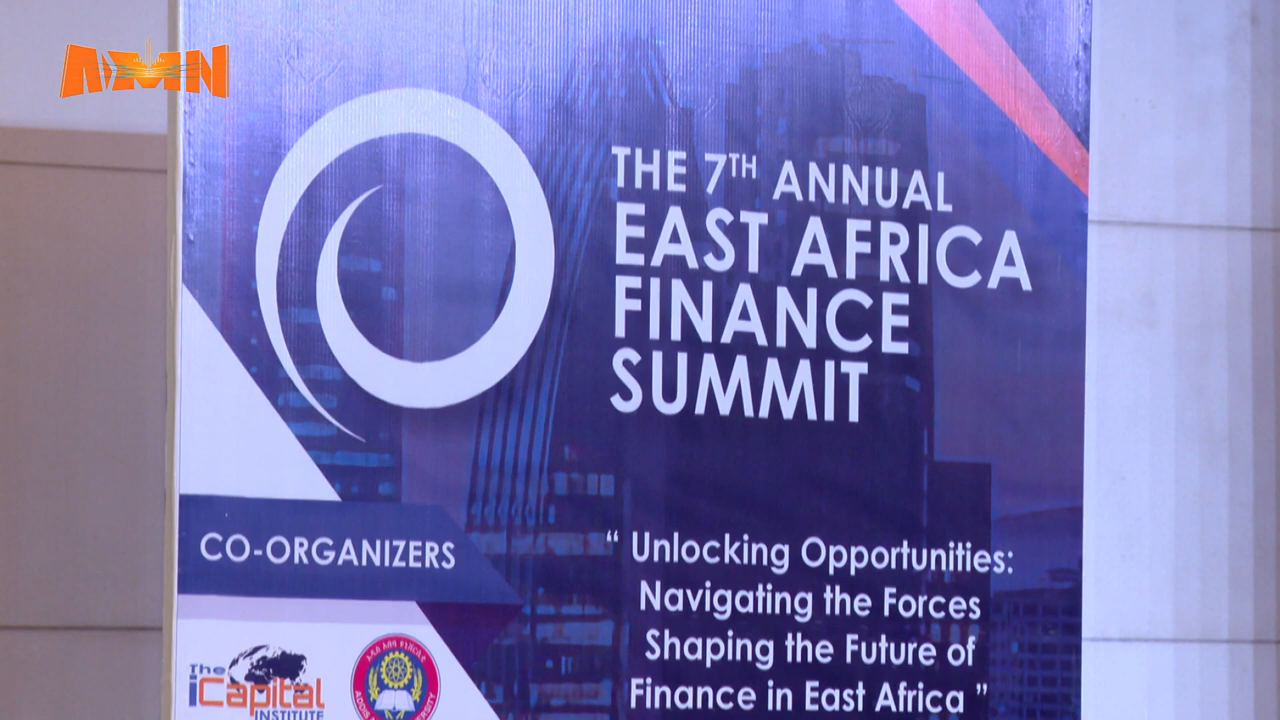 AMN
THE 7TH ANNUAL
EAST AFRICA
FINANCE
SUMMIT
CO-ORGANIZERS
“ Unlocking Opportunities:
Navigating the Forces
Shaping the Future of
Finance in East Africa ”
The
iCapital
INSTITUTE